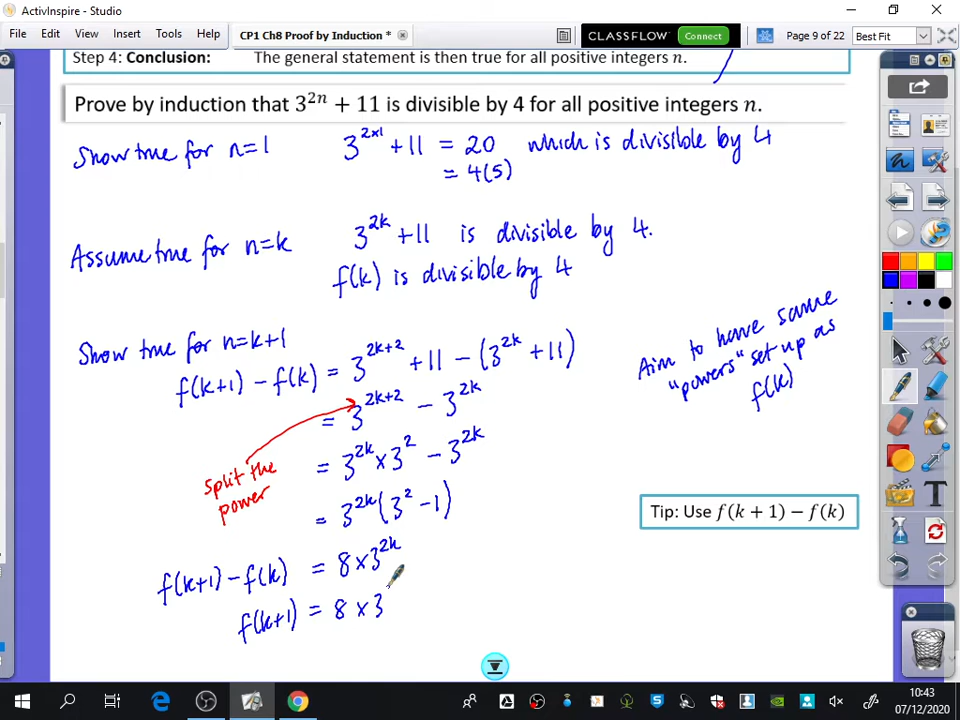 ActivInspire - Studio
File Edit View Insert Tools Help CP1 Ch8 Proof by Induction * CLASSFLOW Connect Page 9 of 22 Best Fit
Step 4: Conclusion: The general statement is then true for all positive integers n.
Prove by induction that 3²ⁿ + 11 is divisible by 4 for all positive integers n.
Show true for n=1 3^(2×1) + 11 = 20 which is divisible by 4
= 4(5)
Assume true for n=k 3^(2k) + 11 is divisible by 4.
f(k) is divisible by 4
Show true for n=k+1
f(k+1) - f(k) = 3^(2k+2) + 11 - (3^(2k) + 11)
= 3^(2k+2) - 3^(2k)
= 3^(2k) × 3^2 - 3^(2k)
= 3^(2k) (3^2 - 1)
f(k+1) - f(k) = 8 × 3^(2k)
f(k+1) = 8 × 3
Split the
power
Aim to have same
"powers" set up as
f(k)
Tip: Use f(k + 1) − f(k)
10:43
07/12/2020